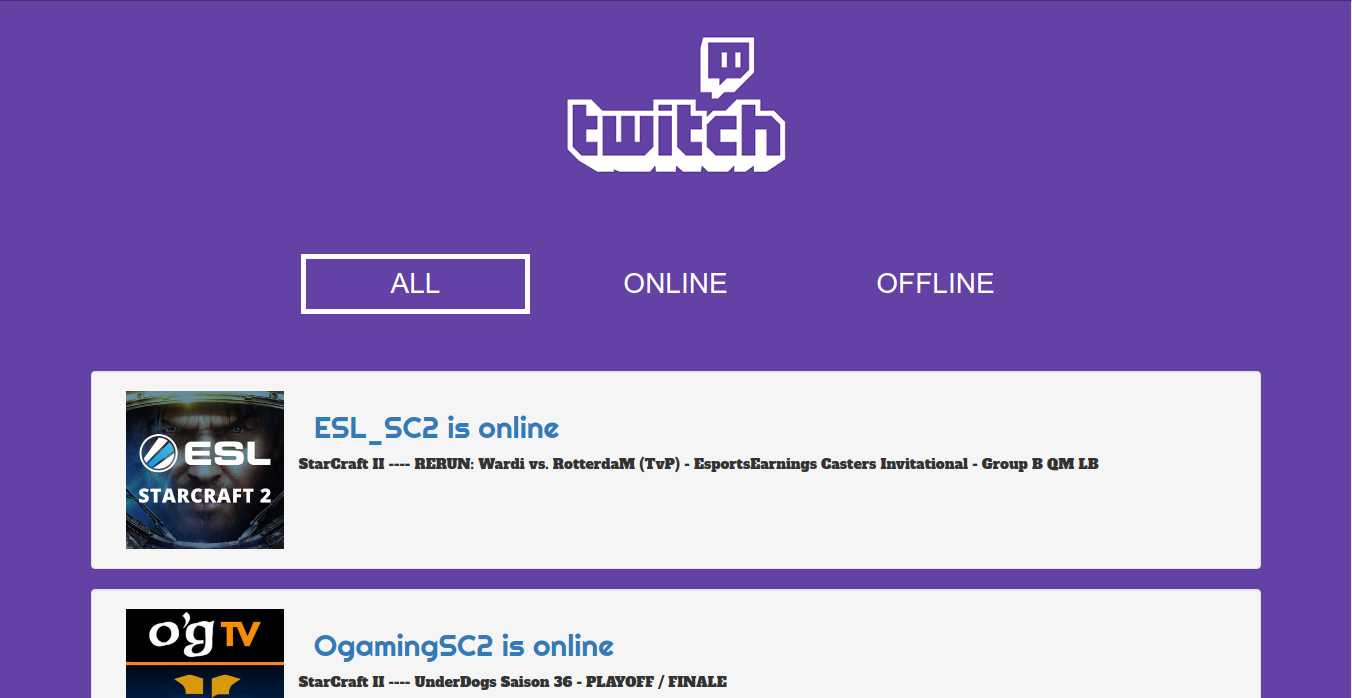 twitch
ALL
ONLINE
OFFLINE
ESL
STARCRAFT 2
ESL_SC2 is online
StarCraft II ---- RERUN: Wardi vs. RotterdaM (TvP) - EsportsEarnings Casters Invitational - Group B QM LB
o'g TV
OgamingSC2 is online
StarCraft II ---- UnderDogs Saison 36 - PLAYOFF / FINALE